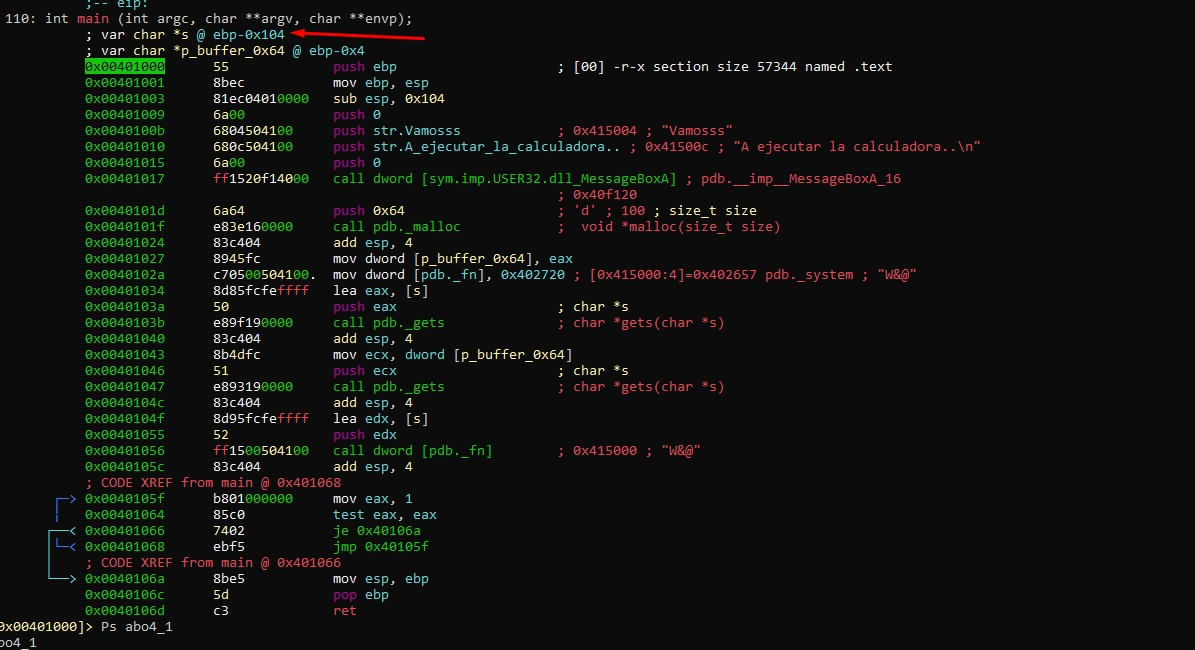 ;-- eip:
110: int main (int argc, char **argv, char **envp);
; var char *s @ ebp-0x104
; var char *p_buffer_0x64 @ ebp-0x4
0x00401000 55 push ebp ; [00] -r-x section size 57344 named .text
0x00401001 8bec mov ebp, esp
0x00401003 81ec04010000 sub esp, 0x104
0x00401009 6a00 push 0
0x0040100b 6804504100 push str.Vamosss ; 0x415004 ; "Vamosss"
0x00401010 680c504100 push str.A_ejecutar_la_calculadora.. ; 0x41500c ; "A ejecutar la calculadora..\n"
0x00401015 6a00 push 0
0x00401017 ff1520f14000 call dword [sym.imp.USER32.dll_MessageBoxA] ; pdb.__imp__MessageBoxA_16
; 0x40f120
0x0040101d 6a64 push 0x64 ; 'd' ; 100 ; size_t size
0x0040101f e83e160000 call pdb._malloc ; void *malloc(size_t size)
0x00401024 83c404 add esp, 4
0x00401027 8945fc mov dword [p_buffer_0x64], eax
0x0040102a c70500504100. mov dword [pdb._fn], 0x402720 ; [0x415000:4]=0x402657 pdb._system ; "W&@"
0x00401034 8d85fcfeffff lea eax, [s]
0x0040103a 50 push eax ; char *s
0x0040103b e89f190000 call pdb._gets ; char *gets(char *s)
0x00401040 83c404 add esp, 4
0x00401043 8b4dfc mov ecx, dword [p_buffer_0x64]
0x00401046 51 push ecx ; char *s
0x00401047 e893190000 call pdb._gets ; char *gets(char *s)
0x0040104c 83c404 add esp, 4
0x0040104f 8d95fcfeffff lea edx, [s]
0x00401055 52 push edx
0x00401056 ff1500504100 call dword [pdb._fn] ; 0x415000 ; "W&@"
0x0040105c 83c404 add esp, 4
; CODE XREF from main @ 0x401068
0x0040105f b801000000 mov eax, 1
0x00401064 85c0 test eax, eax
0x00401066 7402 je 0x40106a
0x00401068 ebf5 jmp 0x40105f
; CODE XREF from main @ 0x401066
0x0040106a 8be5 mov esp, ebp
0x0040106c 5d pop ebp
0x0040106d c3 ret
0x00401000]> Ps abo4_1
bo4_1